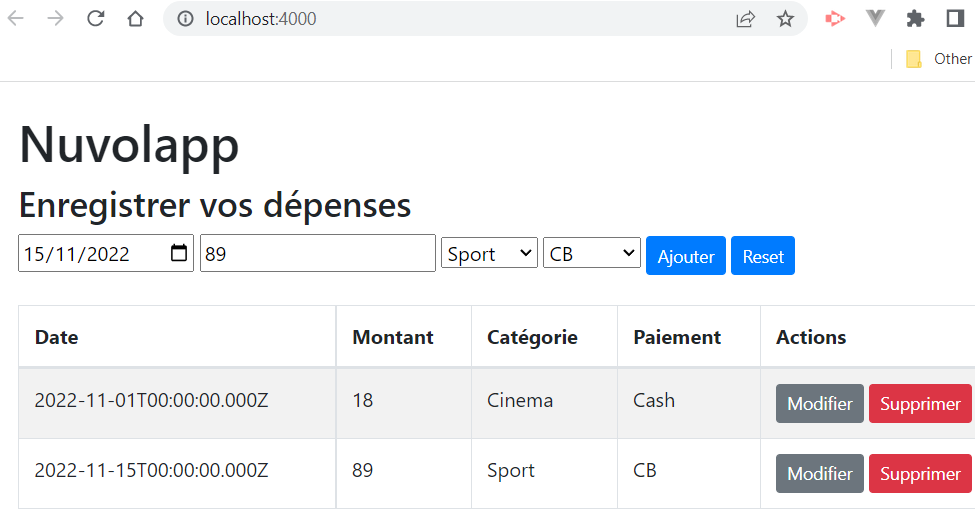 localhost:4000
Other
Nuvolapp
Enregistrer vos dépenses
15/11/2022 89 Sport CB Ajouter Reset
Date Montant Catégorie Paiement Actions
2022-11-01T00:00:00.000Z 18 Cinema Cash Modifier Supprimer
2022-11-15T00:00:00.000Z 89 Sport CB Modifier Supprimer